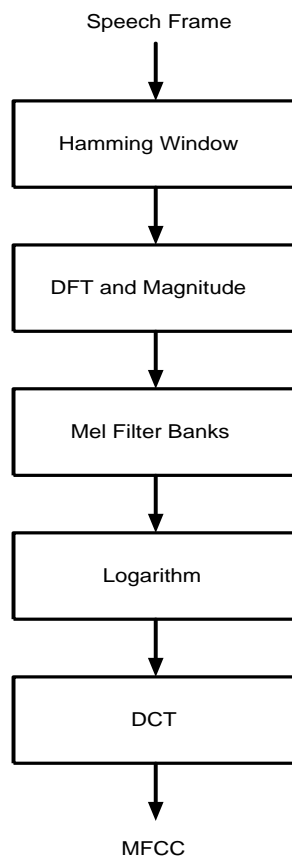 Speech Frame
Hamming Window
DFT and Magnitude
Mel Filter Banks
Logarithm
DCT
MFCC